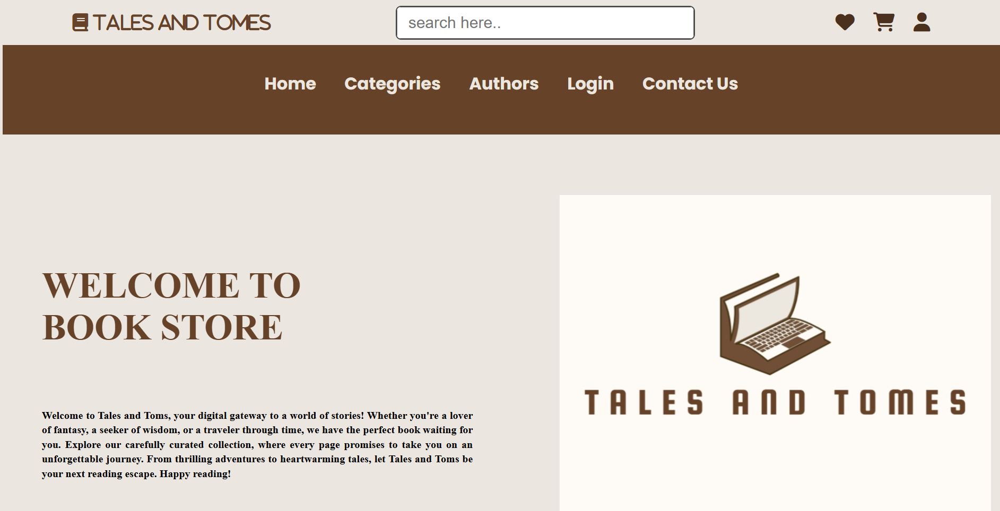 TALES AND TOMES
search here..
Home Categories Authors Login Contact Us
WELCOME TO
BOOK STORE
Welcome to Tales and Toms, your digital gateway to a world of stories! Whether you're a lover
of fantasy, a seeker of wisdom, or a traveler through time, we have the perfect book waiting for
you. Explore our carefully curated collection, where every page promises to take you on an
unforgettable journey. From thrilling adventures to heartwarming tales, let Tales and Toms be
your next reading escape. Happy reading!
TALES AND TOMES